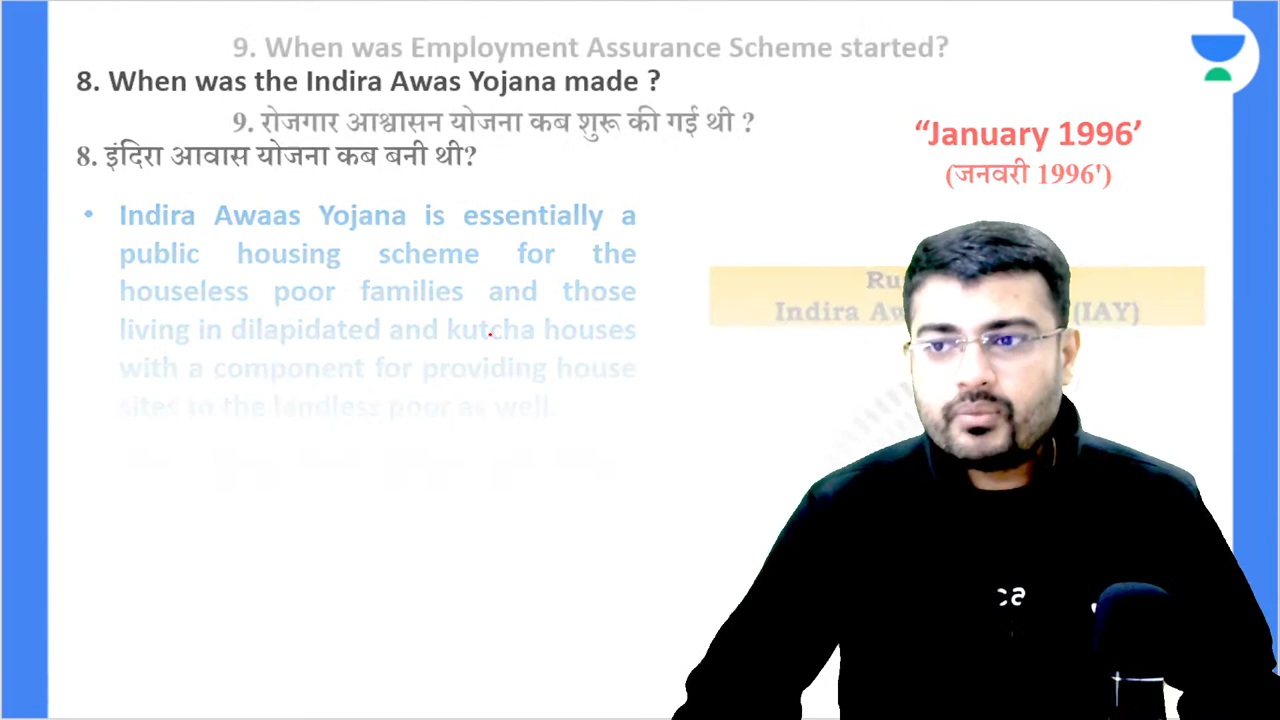 9. When was Employment Assurance Scheme started?
8. When was the Indira Awas Yojana made ?
9. रोजगार आश्वासन योजना कब शुरू की गई थी ?
8. इंदिरा आवास योजना कब बनी थी?
“January 1996’
(जनवरी 1996')
• Indira Awaas Yojana is essentially a
public housing scheme for the
houseless poor families and those
living in dilapidated and kutcha houses
with a component for providing house
sites to the landless poor as well.
Indira (IAY)